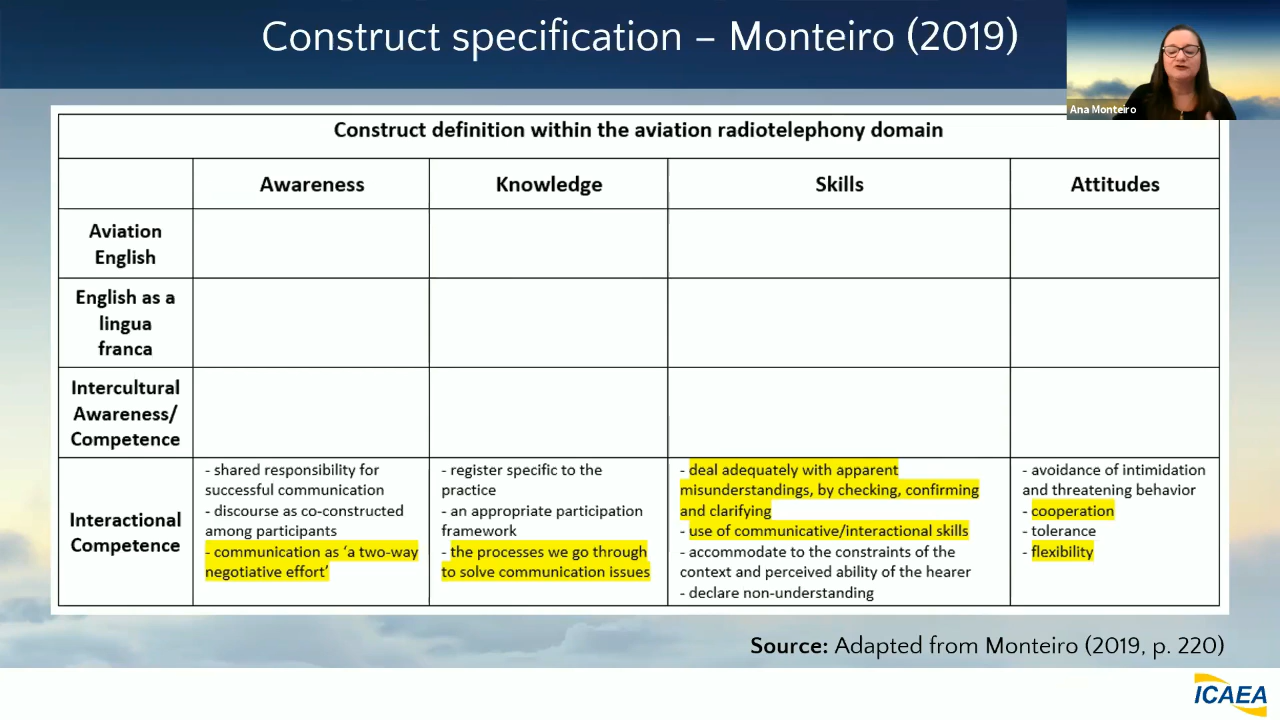 Construct specification – Monteiro (2019)
Ana Monteiro
Construct definition within the aviation radiotelephony domain
Awareness
Knowledge
Skills
Attitudes
Aviation
English
English as a
lingua
franca
Intercultural
Awareness/
Competence
Interactional
Competence
- shared responsibility for
successful communication
- discourse as co-constructed
among participants
- communication as ‘a two-way
negotiative effort’
- register specific to the
practice
- an appropriate participation
framework
- the processes we go through
to solve communication issues
- deal adequately with apparent
misunderstandings, by checking, confirming
and clarifying
- use of communicative/interactional skills
- accommodate to the constraints of the
context and perceived ability of the hearer
- declare non-understanding
- avoidance of intimidation
and threatening behavior
- cooperation
- tolerance
- flexibility
Source: Adapted from Monteiro (2019, p. 220)
ICAEA